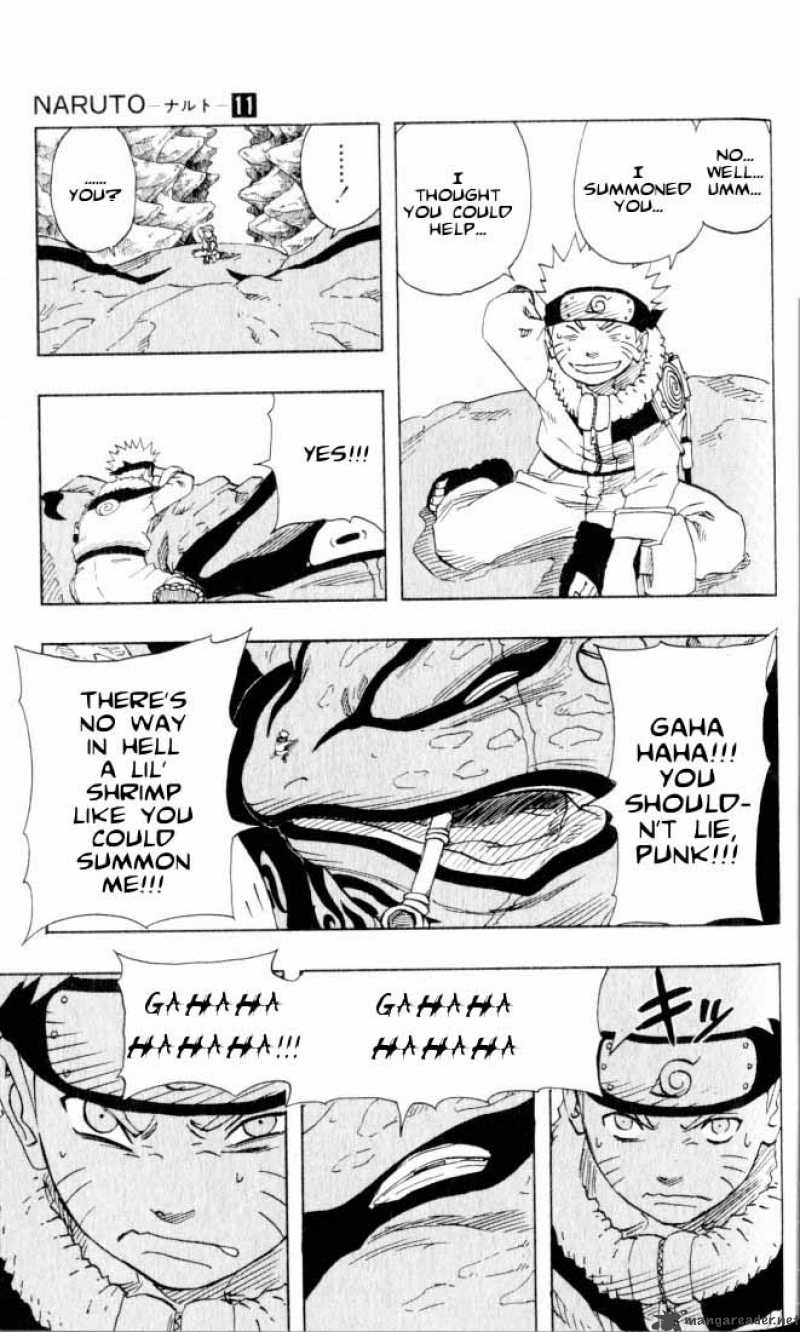 NARUTO—ナルト—11
NO...
WELL...
UMM...
I
SUMMONED
YOU...
I
THOUGHT
YOU COULD
HELP...
.......!
......
YOU?
YES!!!
GAHA
HAHA!!!
YOU
SHOULD-
N'T LIE,
PUNK!!!
THERE'S
NO WAY
IN HELL
A LIL'
SHRIMP
LIKE YOU
COULD
SUMMON
ME!!!
キッ
GAHAHA
HAHAHA
GAHAHA
HAHAHA!!!
mangareader.net